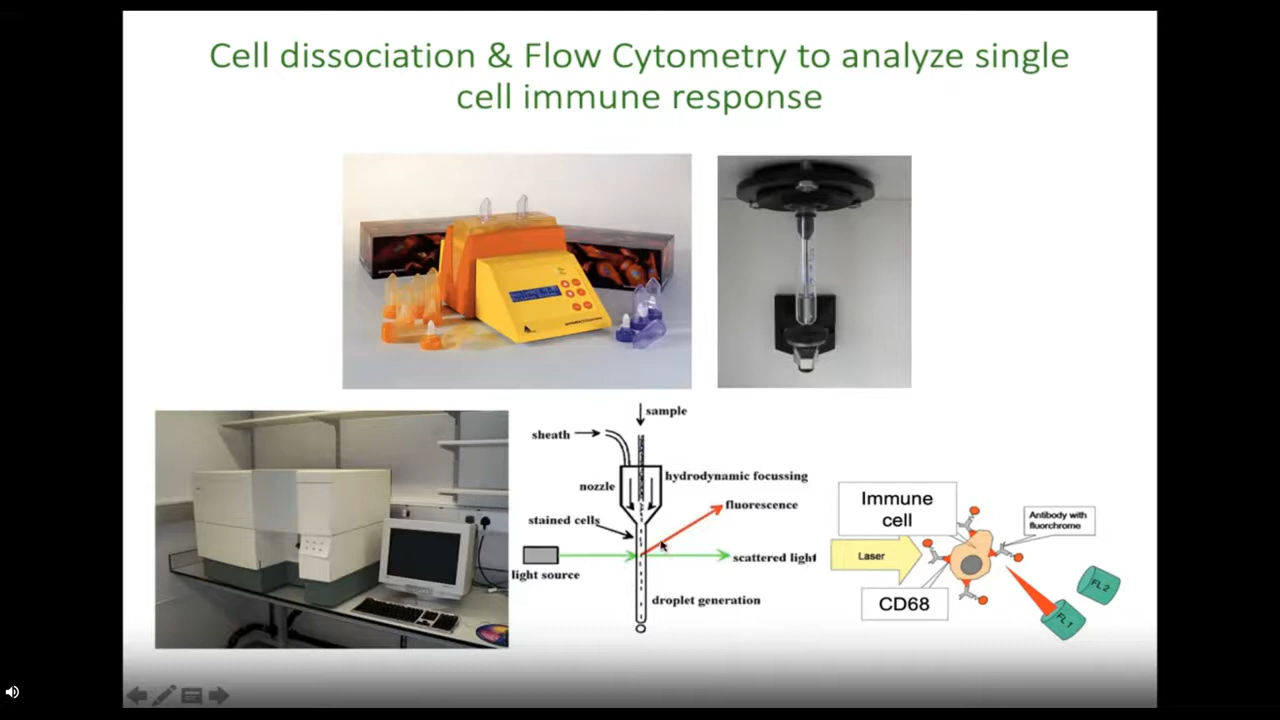 Cell dissociation & Flow Cytometry to analyze single
cell immune response
sample
sheath
hydrodynamic focussing
nozzle
fluorescence
stained cells
light source
scattered light
droplet generation
Immune
cell
Antibody with
fluorchrome
Laser
CD68
FL1
FL2